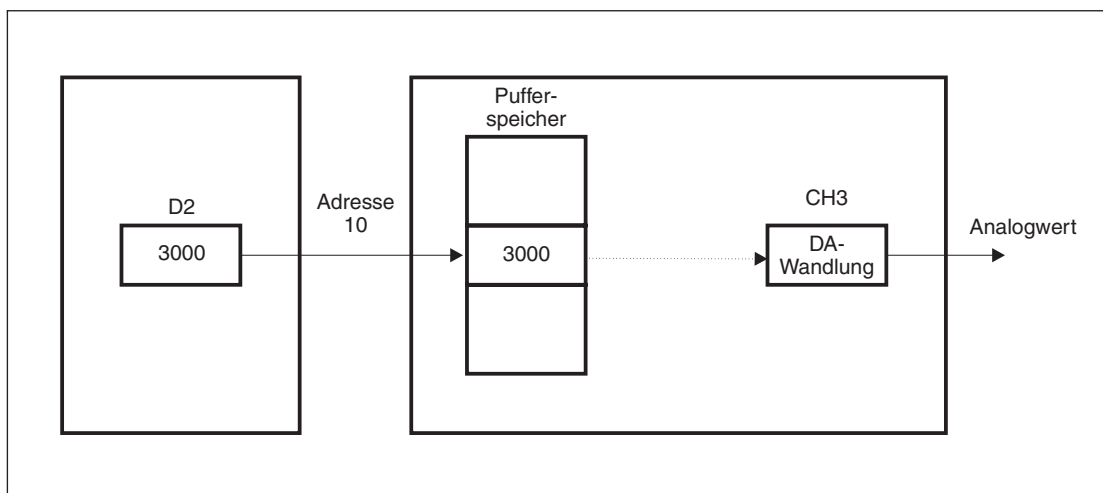 D2
3000
Adresse
10
Puffer-
speicher
3000
CH3
DA-
Wandlung
Analogwert